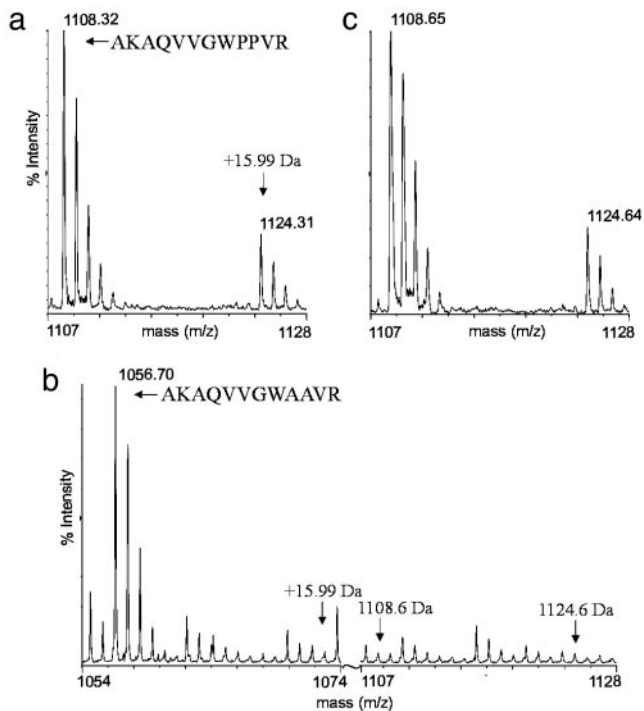 a
1108.32
AKAQVVGWPPVR
% Intensity
+15.99 Da
1124.31
1107
mass (m/z)
1128
c
1108.65
% Intensity
1124.64
1107
mass (m/z)
1128
b
1056.70
AKAQVVGWAAVR
% Intensity
+15.99 Da
1108.6 Da
1124.6 Da
1054
1074
1107
1128
mass (m/z)